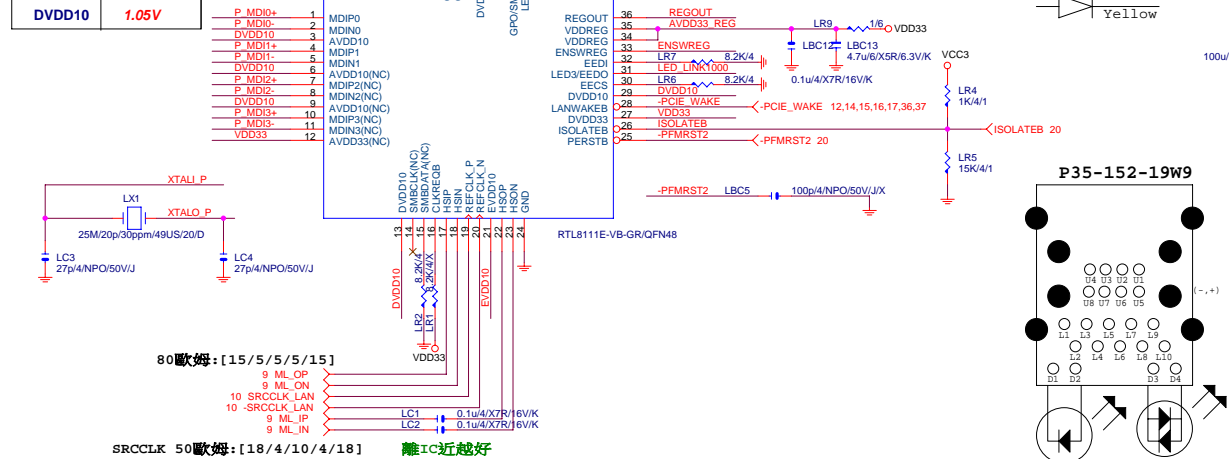 DVDD10 1.05V
Yellow
100u/
P_MDI0+ 1 MDIP0
P_MDI0- 2 MDIN0
DVDD10 3 AVDD10
P_MDI1+ 4 MDIP1
P_MDI1- 5 MDIN1
DVDD10 6 AVDD10(NC)
P_MDI2+ 7 MDIP2(NC)
P_MDI2- 8 MDIN2(NC)
DVDD10 9 AVDD10(NC)
P_MDI3+ 10 MDIP3(NC)
P_MDI3- 11 MDIN3(NC)
VDD33 12 AVDD33(NC)
GPO/SM
REGOUT 36 REGOUT
VDDREG 35 AVDD33_REG
VDDREG 34
ENSWREG 33 ENSWREG
EEDI 32 LR7 8.2K/4
LED3/EEDO 31 LED_LINK1000
EECS 30 LR6 8.2K/4
DVDD10 29 DVDD10
LANWAKEB 28 -PCIE_WAKE -PCIE_WAKE 12,14,15,16,17,36,37
DVDD33 27 VDD33
ISOLATEB 26 ISOLATEB ISOLATEB 20
PERSTB 25 -PFMRST2 -PFMRST2 20
LR9 1/6 VDD33
LBC12 LBC13
4.7u/6/X5R/6.3V/K
0.1u/4/X7R/16V/K
VCC3
LR4
1K/4/1
LR5
15K/4/1
-PFMRST2 LBC5 100p/4/NPO/50V/J/X
XTALI_P
LX1
XTALO_P
25M/20p/30ppm/49US/20/D
LC3
27p/4/NPO/50V/J
LC4
27p/4/NPO/50V/J
DVDD10 13 DVDD10
14 SMBCLK(NC)
15 SMBDATA(NC)
16 CLKREQB
17 HSIP
18 HSIN
19 REFCLK_P
20 REFCLK_N
EVDD10 21 EVDD10
22 HSOP
23 HSON
24 GND
RTL8111E-VB-GR/QFN48
LR2 8.2K/4
LR1 8.2K/4/X
VDD33
80歐姆:[15/5/5/5/15]
9 ML_OP
9 ML_ON
10 SRCCLK_LAN
10 -SRCCLK_LAN
9 ML_IP LC1 0.1u/4/X7R/16V/K
9 ML_IN LC2 0.1u/4/X7R/16V/K
SRCCLK 50歐姆:[18/4/10/4/18] 離IC近越好
P35-152-19W9
U4 U3 U2 U1
U8 U7 U6 U5
(-,+)
L1 L3 L5 L7 L9
L2 L4 L6 L8 L10
D1 D2 D3 D4